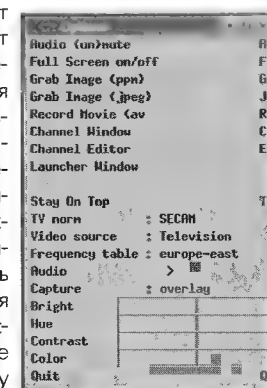 т
т
-
я
-
-
-
-
-
-
ь
я
-
е
у
Audio (un)mute A
Full Screen on/off F
Grab Image (ppm) G
Grab Image (jpeg) J
Record Movie (av R
Channel Window C
Channel Editor E
Launcher Window
Stay On Top T
TV norm : SECAM
Video source : Television
Frequency table : europe-east
Audio >
Capture : overlay
Bright
Hue
Contrast
Color
Quit Q